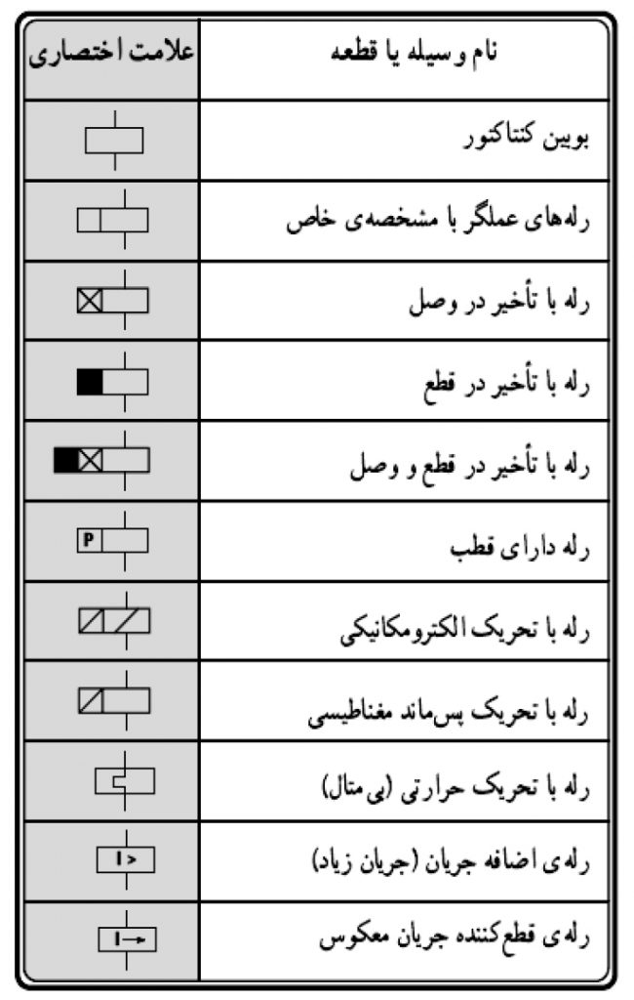 نام وسیله یا قطعه علامت اختصاری
بوبین کنتاکتور
رله‌های عملگر با مشخصه‌ی خاص
رله با تأخیر در وصل
رله با تأخیر در قطع
رله با تأخیر در قطع و وصل
رله دارای قطب P
رله با تحریک الکترومکانیکی
رله با تحریک پس‌ماند مغناطیسی
رله با تحریک حرارتی (بی‌متال)
رله‌ی اضافه جریان (جریان زیاد) I >
رله‌ی قطع‌کننده جریان معکوس I→